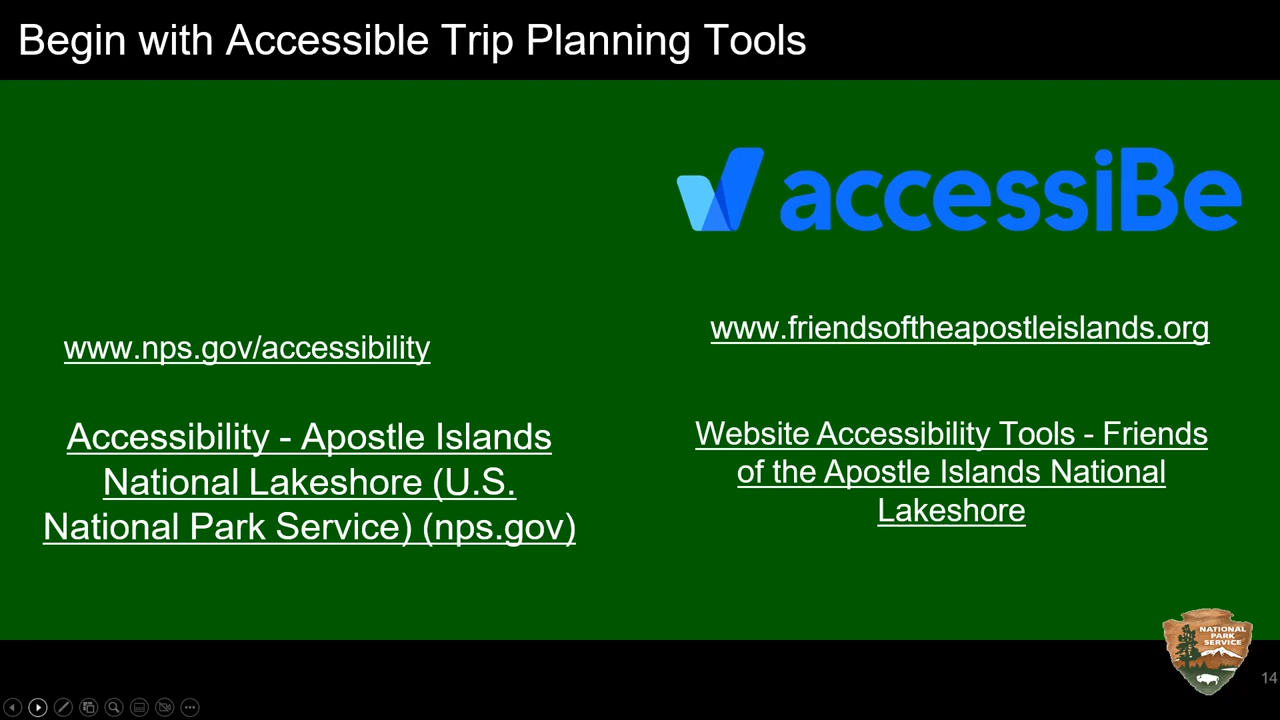 Begin with Accessible Trip Planning Tools
accessiBe
www.nps.gov/accessibility
www.friendsoftheapostleislands.org
Accessibility - Apostle Islands
National Lakeshore (U.S.
National Park Service) (nps.gov)
Website Accessibility Tools - Friends
of the Apostle Islands National
Lakeshore
NATIONAL
PARK
SERVICE
14